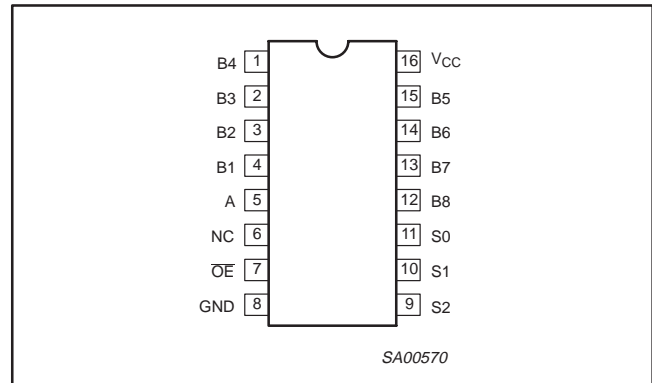 B4 1 16 VCC
B3 2 15 B5
B2 3 14 B6
B1 4 13 B7
A 5 12 B8
NC 6 11 S0
O̅E̅ 7 10 S1
GND 8 9 S2
SA00570